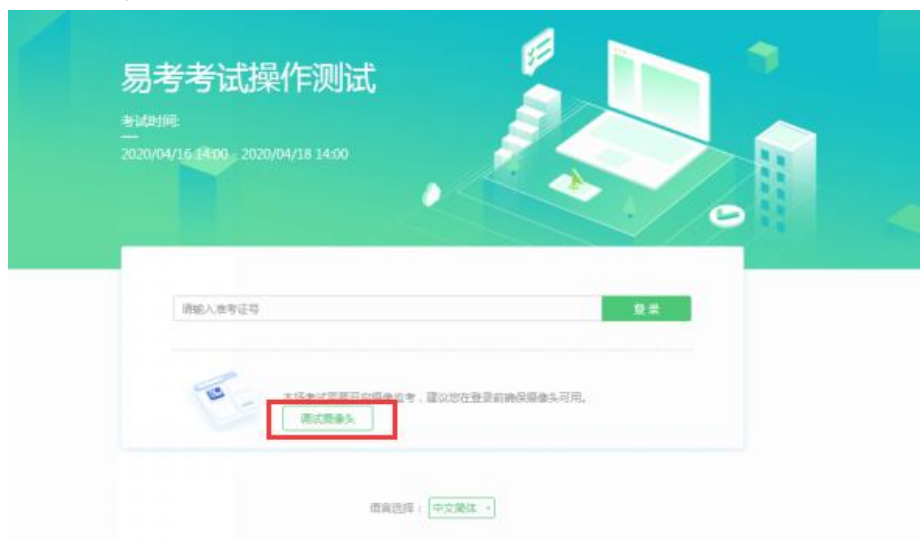 易考考试操作测试
考试时间:
2020/04/16 14:00 - 2020/04/18 14:00
请输入准考证号
登录
本场考试需要开启摄像监考，建议您在登录前确保摄像头可用。
调试摄像头
语言选择： 中文简体